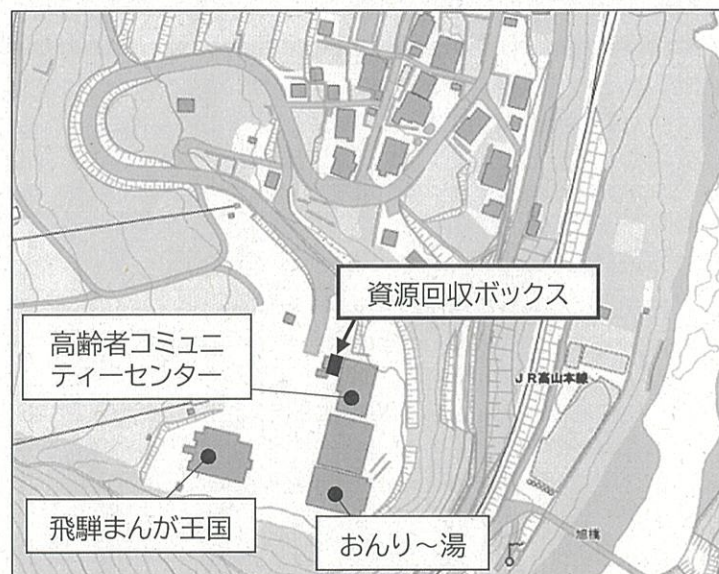 資源回収ボックス
高齢者コミュニ
ティーセンター
JR高山本線
飛騨まんが王国
おんり～湯
旭橋